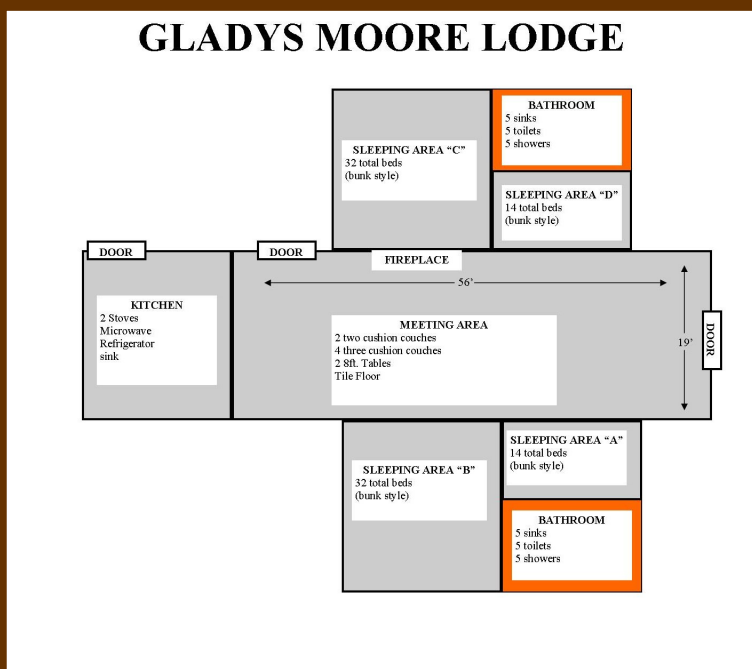 GLADYS MOORE LODGE
BATHROOM
5 sinks
5 toilets
5 showers
SLEEPING AREA “C”
32 total beds
(bunk style)
SLEEPING AREA “D”
14 total beds
(bunk style)
DOOR
DOOR
FIREPLACE
56’
KITCHEN
2 Stoves
Microwave
Refrigerator
sink
MEETING AREA
2 two cushion couches
4 three cushion couches
2 8ft. Tables
Tile Floor
19’
DOOR
SLEEPING AREA “A”
14 total beds
(bunk style)
SLEEPING AREA “B”
32 total beds
(bunk style)
BATHROOM
5 sinks
5 toilets
5 showers